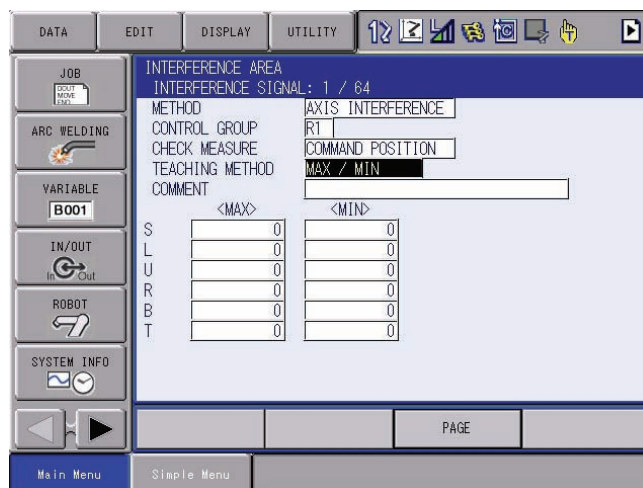 DATA EDIT DISPLAY UTILITY
JOB
DOUT
MOVE
END
ARC WELDING
VARIABLE
B001
IN/OUT
In Out
ROBOT
SYSTEM INFO
INTERFERENCE AREA
INTERFERENCE SIGNAL: 1 / 64
METHOD AXIS INTERFERENCE
CONTROL GROUP R1
CHECK MEASURE COMMAND POSITION
TEACHING METHOD MAX / MIN
COMMENT
<MAX> <MIN>
S 0 0
L 0 0
U 0 0
R 0 0
B 0 0
T 0 0
PAGE
Main Menu Simple Menu